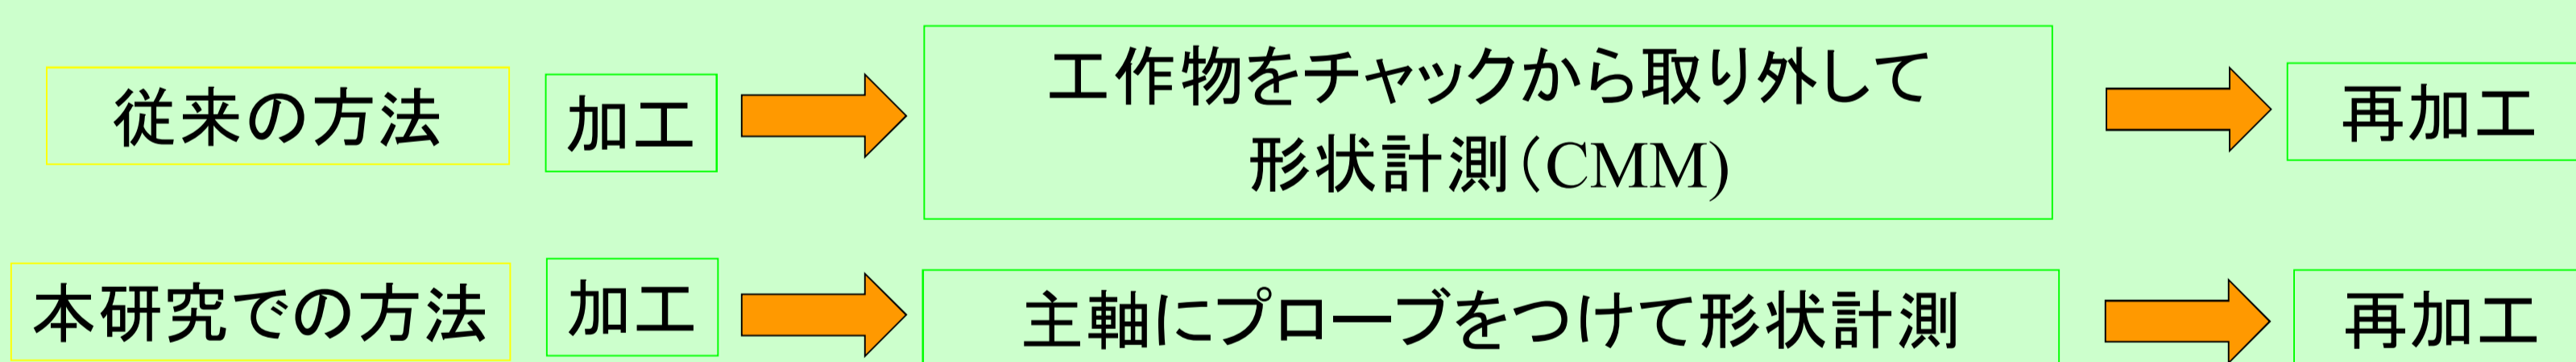 従来の方法
加工
工作物をチャックから取り外して
形状計測（CMM）
再加工
本研究での方法
加工
主軸にプローブをつけて形状計測
再加工